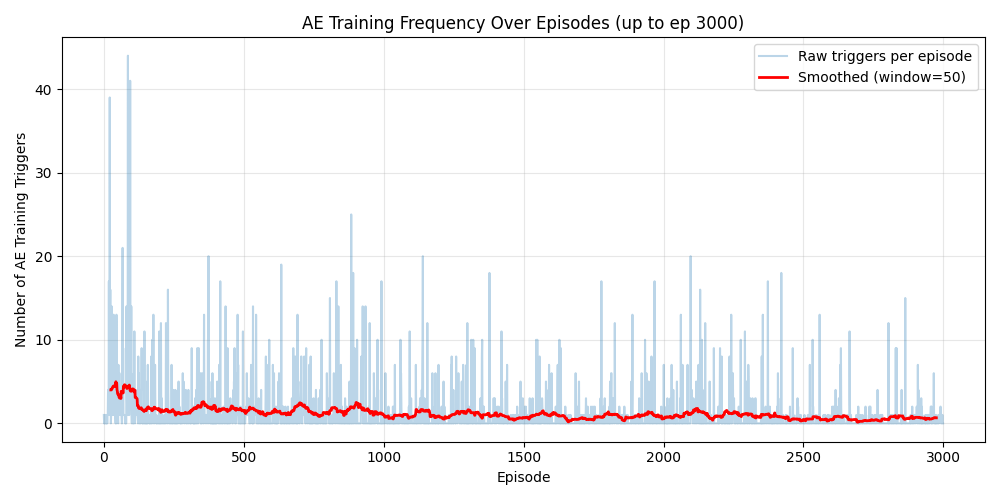 AE Training Frequency Over Episodes (up to ep 3000)
Raw triggers per episode
Smoothed (window=50)
Number of AE Training Triggers
40
30
20
10
0
0
500
1000
1500
2000
2500
3000
Episode